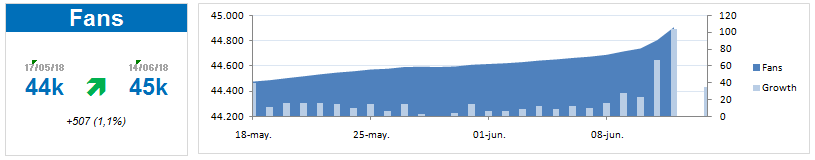 Fans
17/05/18 14/06/18
44k 45k
+507 (1,1%)
45.000 120
44.800 100
80
44.600 60
44.400 40
20
44.200 0
18-may. 25-may. 01-jun. 08-jun.
Fans
Growth